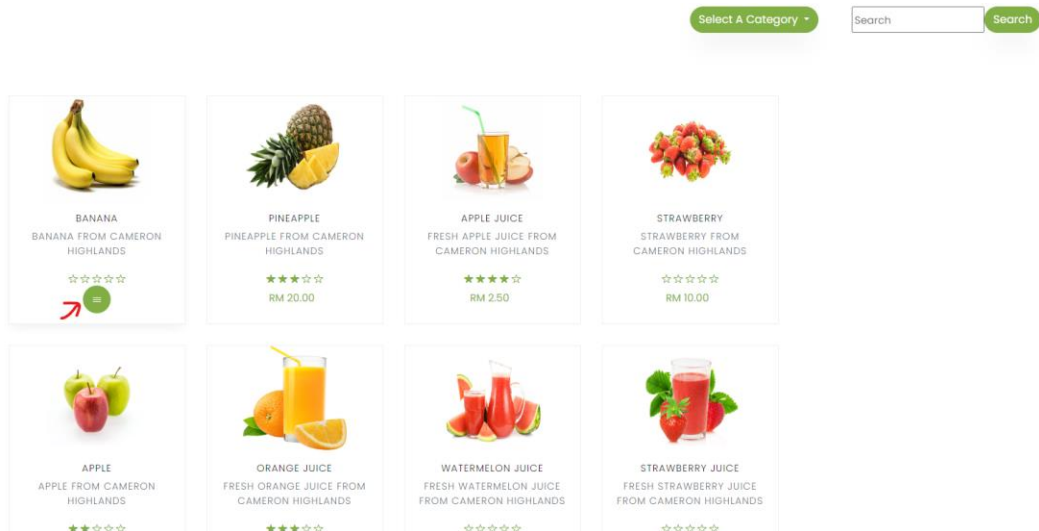 Select A Category
Search
Search
BANANA
BANANA FROM CAMERON
HIGHLANDS
PINEAPPLE
PINEAPPLE FROM CAMERON
HIGHLANDS
RM 20.00
APPLE JUICE
FRESH APPLE JUICE FROM
CAMERON HIGHLANDS
RM 2.50
STRAWBERRY
STRAWBERRY FROM
CAMERON HIGHLANDS
RM 10.00
APPLE
APPLE FROM CAMERON
HIGHLANDS
ORANGE JUICE
FRESH ORANGE JUICE FROM
CAMERON HIGHLANDS
WATERMELON JUICE
FRESH WATERMELON JUICE
FROM CAMERON HIGHLANDS
STRAWBERRY JUICE
FRESH STRAWBERRY JUICE
FROM CAMERON HIGHLANDS